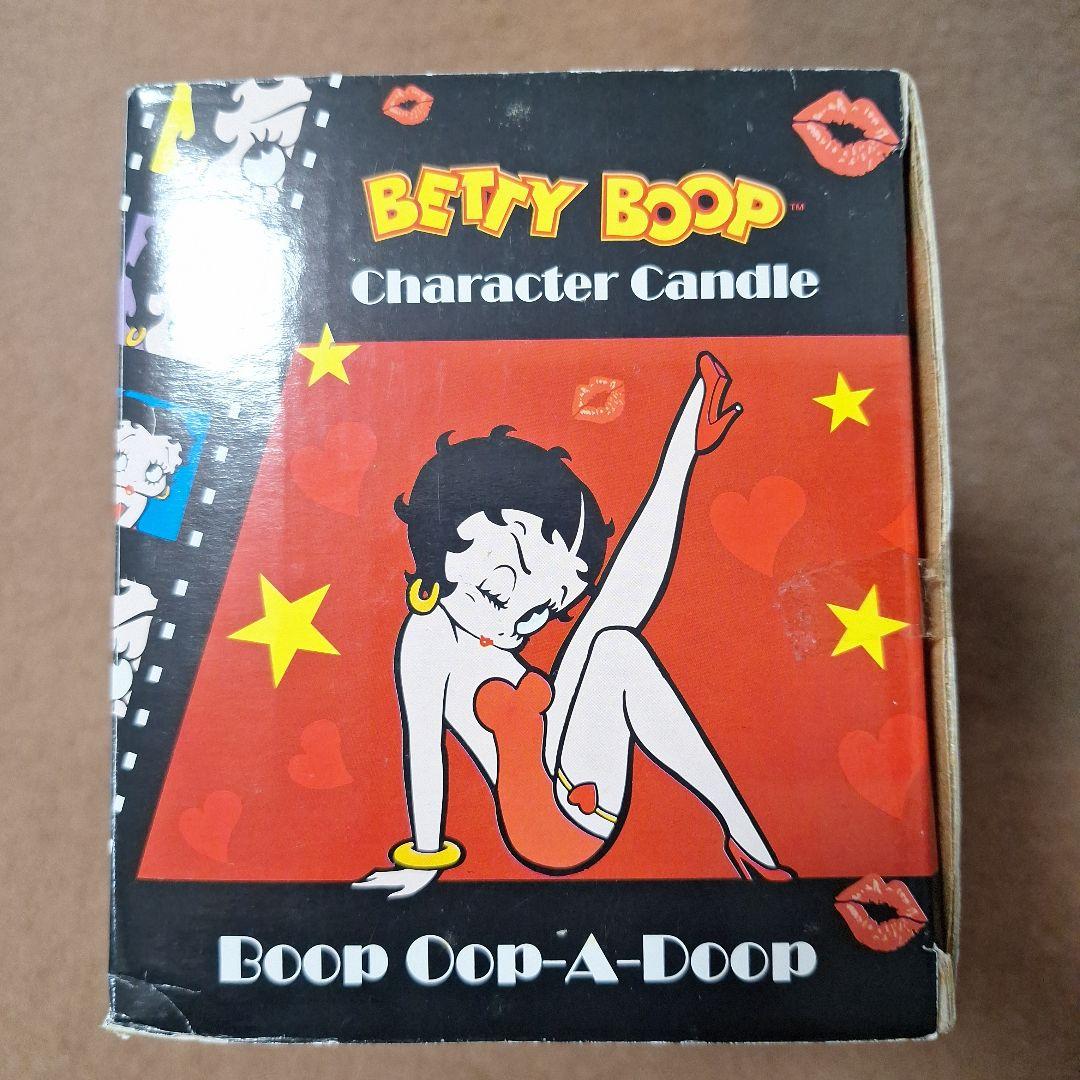 BETTY BOOP™
Character Candle
Boop Oop-A-Doop